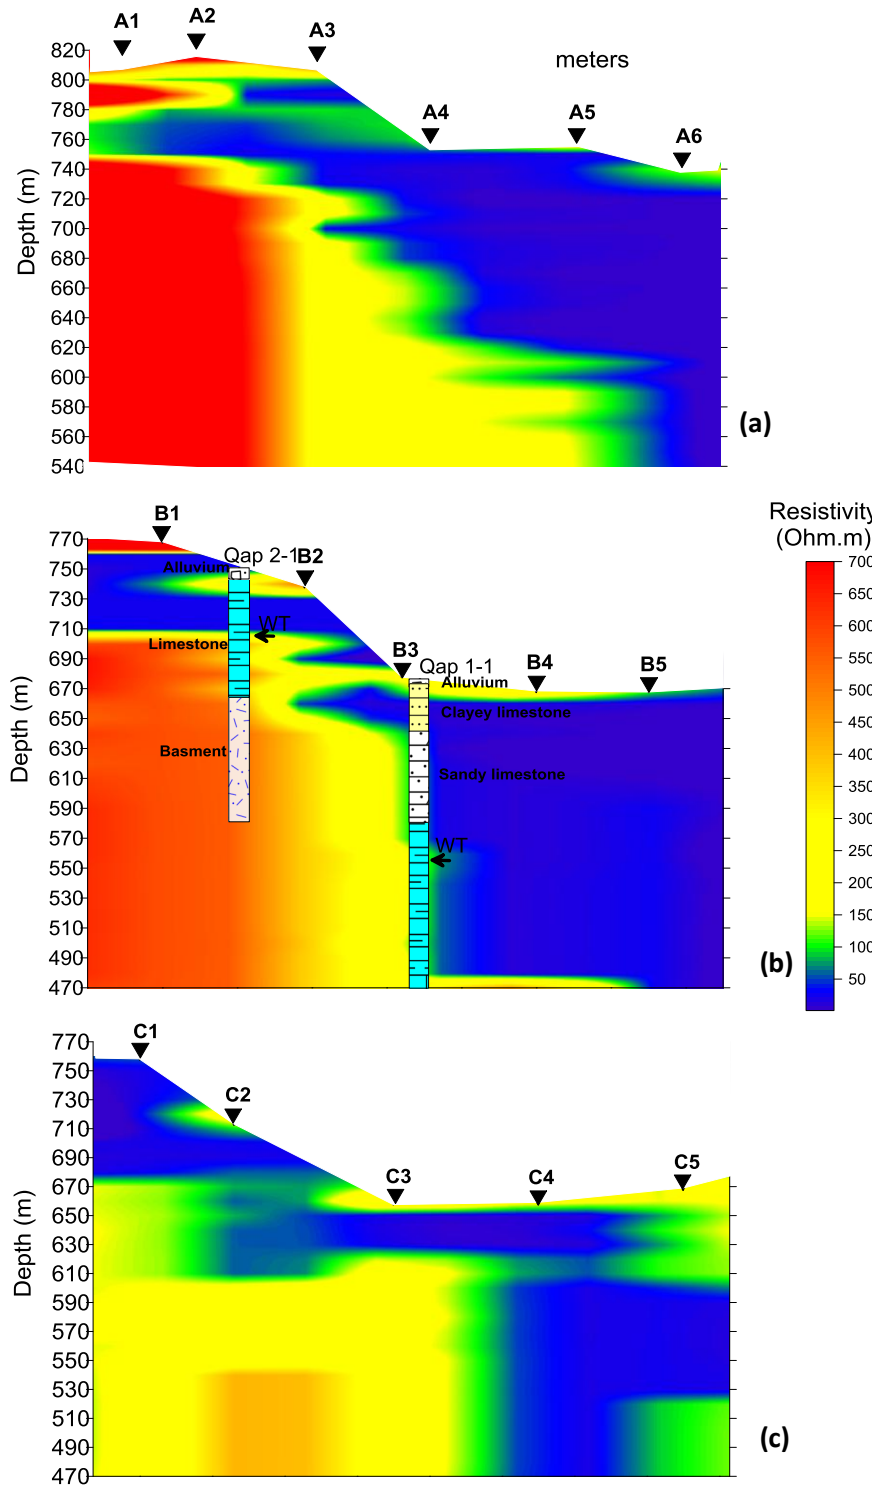 A1 A2 A3
meters
A4 A5 A6
820
800
780
760
740
720
700
680
660
640
620
600
580
560
540
Depth (m)
(a)
B1
Qap 2-1 B2
Alluvium
WT
Limestone
Basment
B3
Qap 1-1
B4 B5
Alluvium
Clayey limestone
Sandy limestone
WT
770
750
730
710
690
670
650
630
610
590
570
550
530
510
490
470
Depth (m)
(b)
Resistivity
(Ohm.m)
700
650
600
550
500
450
400
350
300
250
200
150
100
50
C1
C2
C3 C4 C5
770
750
730
710
690
670
650
630
610
590
570
550
530
510
490
470
Depth (m)
(c)